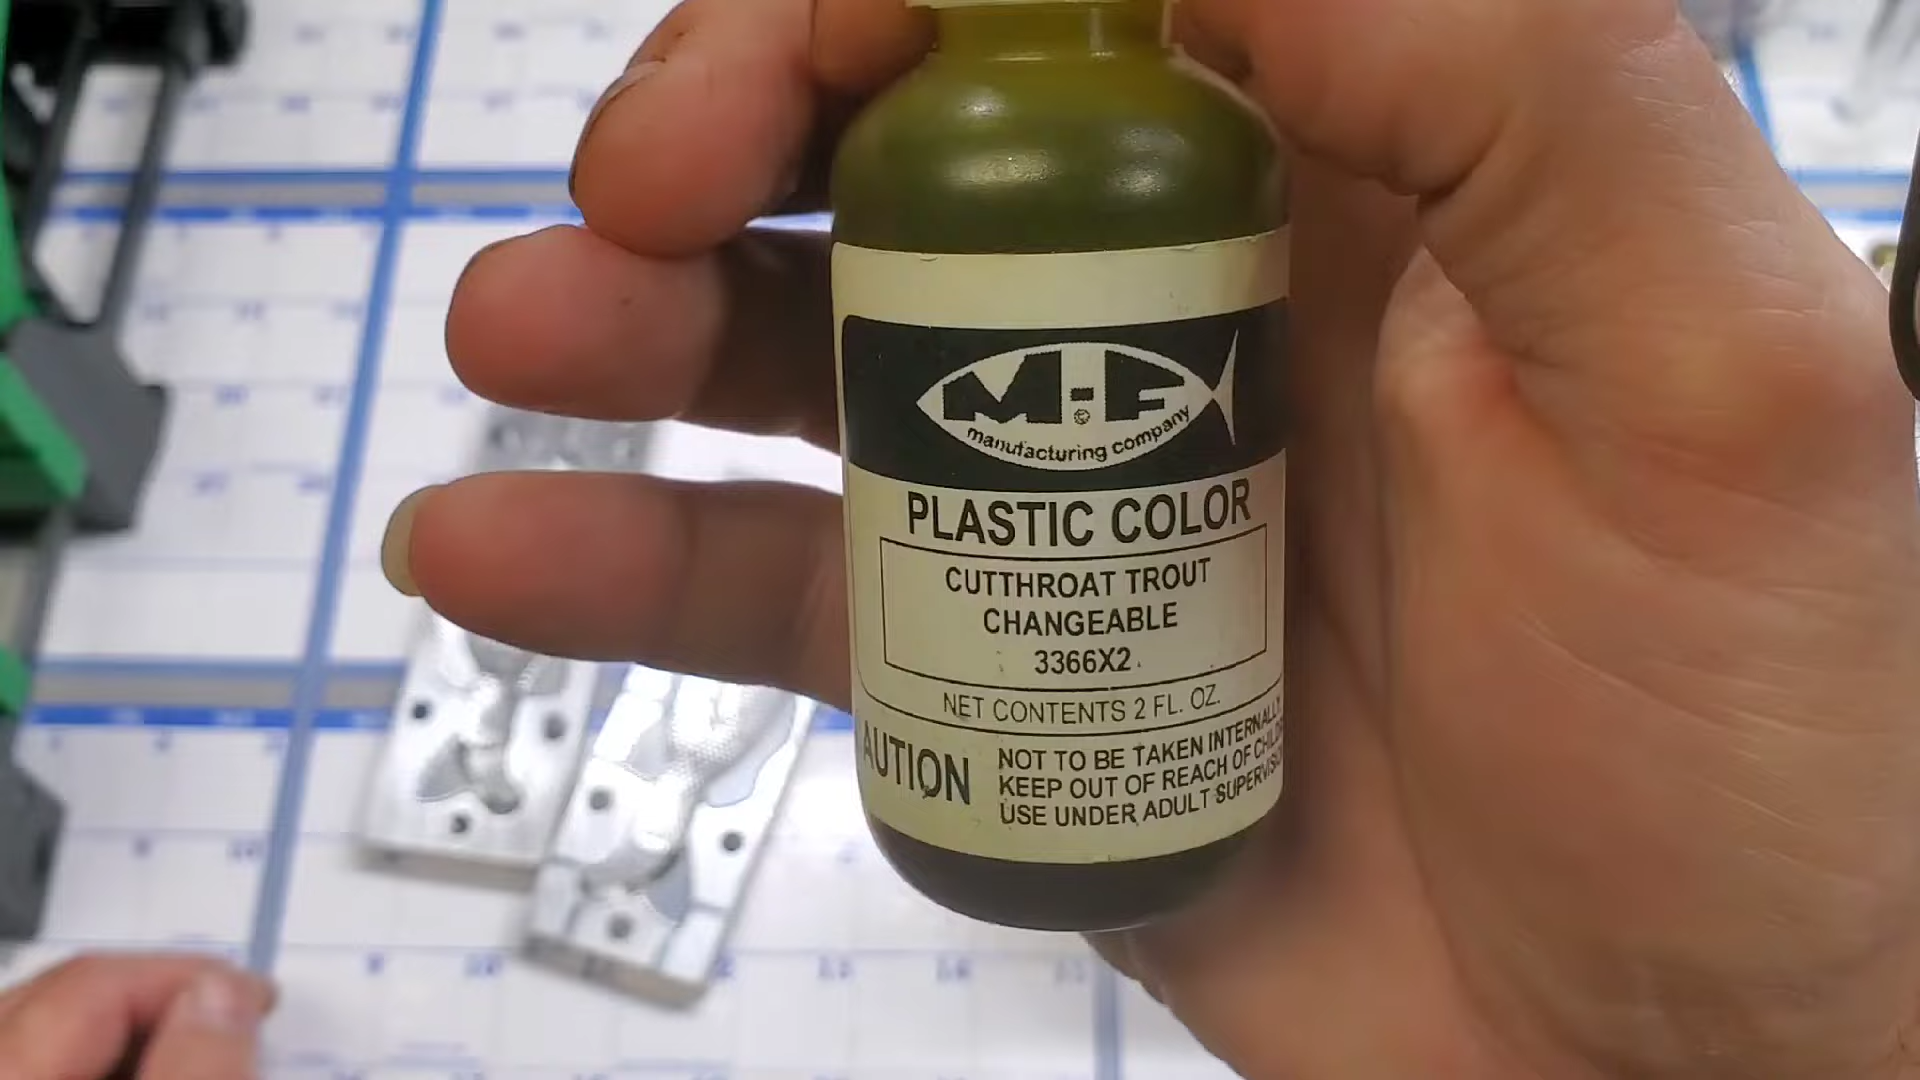 M-F
©
manufacturing company
PLASTIC COLOR
CUTTHROAT TROUT
CHANGEABLE
3366X2
NET CONTENTS 2 FL. OZ.
AUTION
NOT TO BE TAKEN INTERNALLY
KEEP OUT OF REACH OF
USE UNDER ADULT